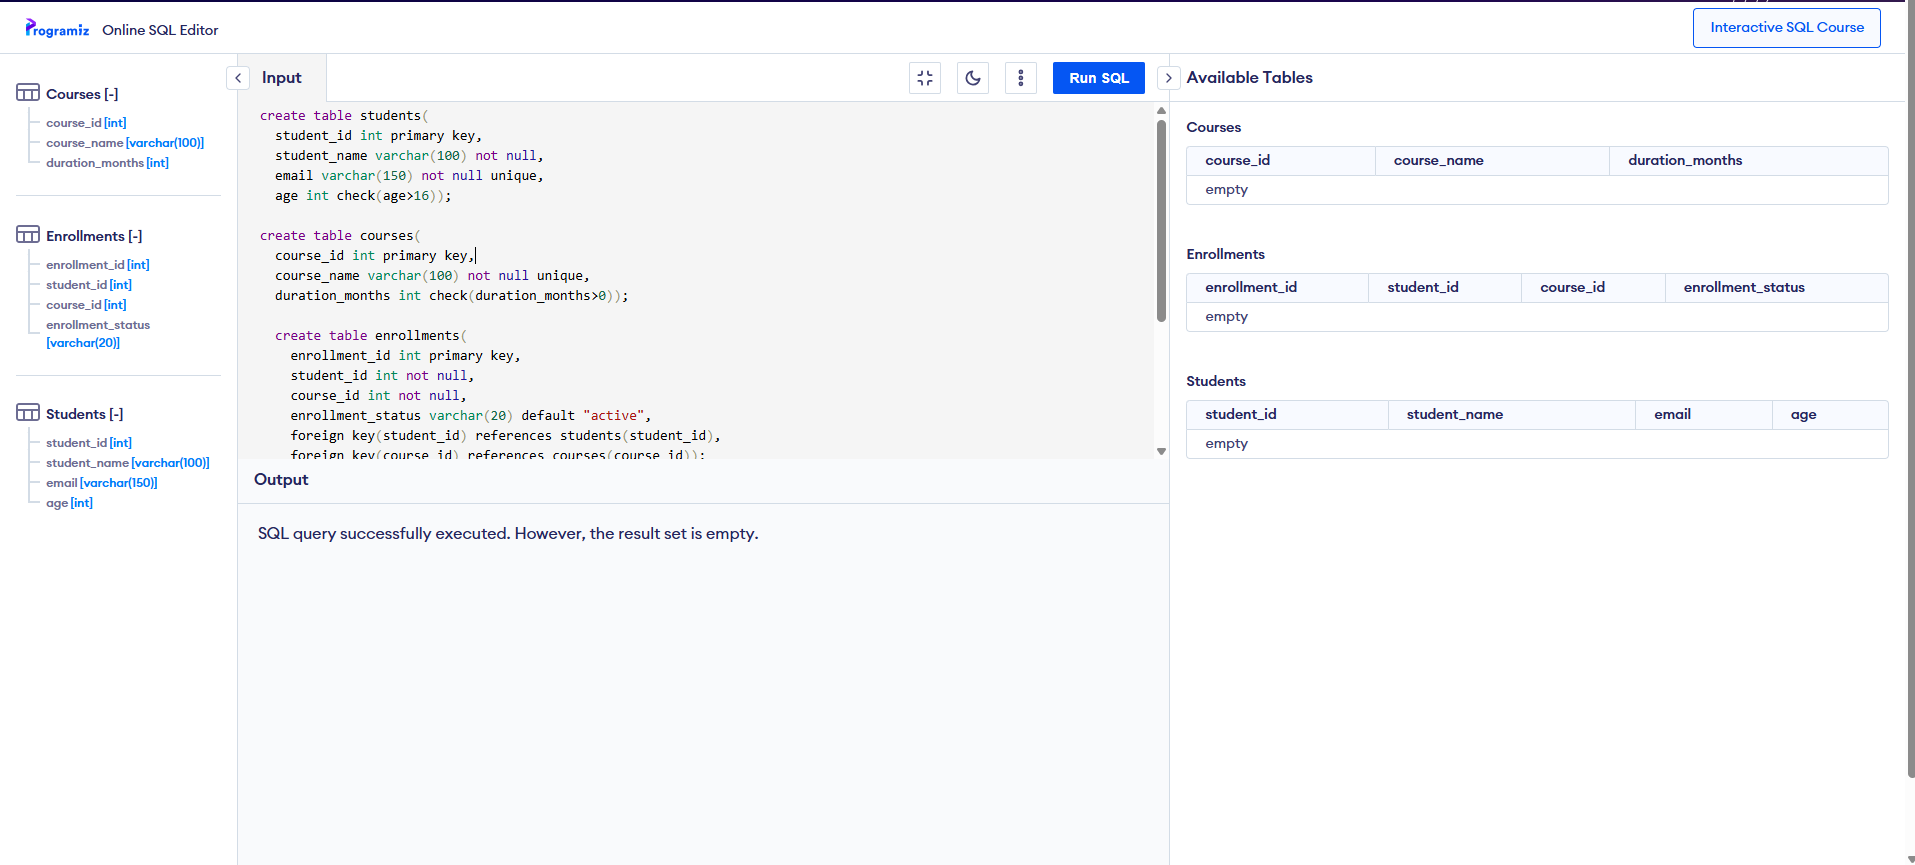 Programiz Online SQL Editor
Interactive SQL Course
Courses [-]
course_id [int]
course_name [varchar(100)]
duration_months [int]
Enrollments [-]
enrollment_id [int]
student_id [int]
course_id [int]
enrollment_status
[varchar(20)]
Students [-]
student_id [int]
student_name [varchar(100)]
email [varchar(150)]
age [int]
Input
Run SQL
create table students(
student_id int primary key,
student_name varchar(100) not null,
email varchar(150) not null unique,
age int check(age>16));
create table courses(
course_id int primary key,
course_name varchar(100) not null unique,
duration_months int check(duration_months>0));
create table enrollments(
enrollment_id int primary key,
student_id int not null,
course_id int not null,
enrollment_status varchar(20) default "active",
foreign key(student_id) references students(student_id),
foreign key(course_id) references courses(course_id));
Output
SQL query successfully executed. However, the result set is empty.
Available Tables
Courses
course_id course_name duration_months
empty
Enrollments
enrollment_id student_id course_id enrollment_status
empty
Students
student_id student_name email age
empty